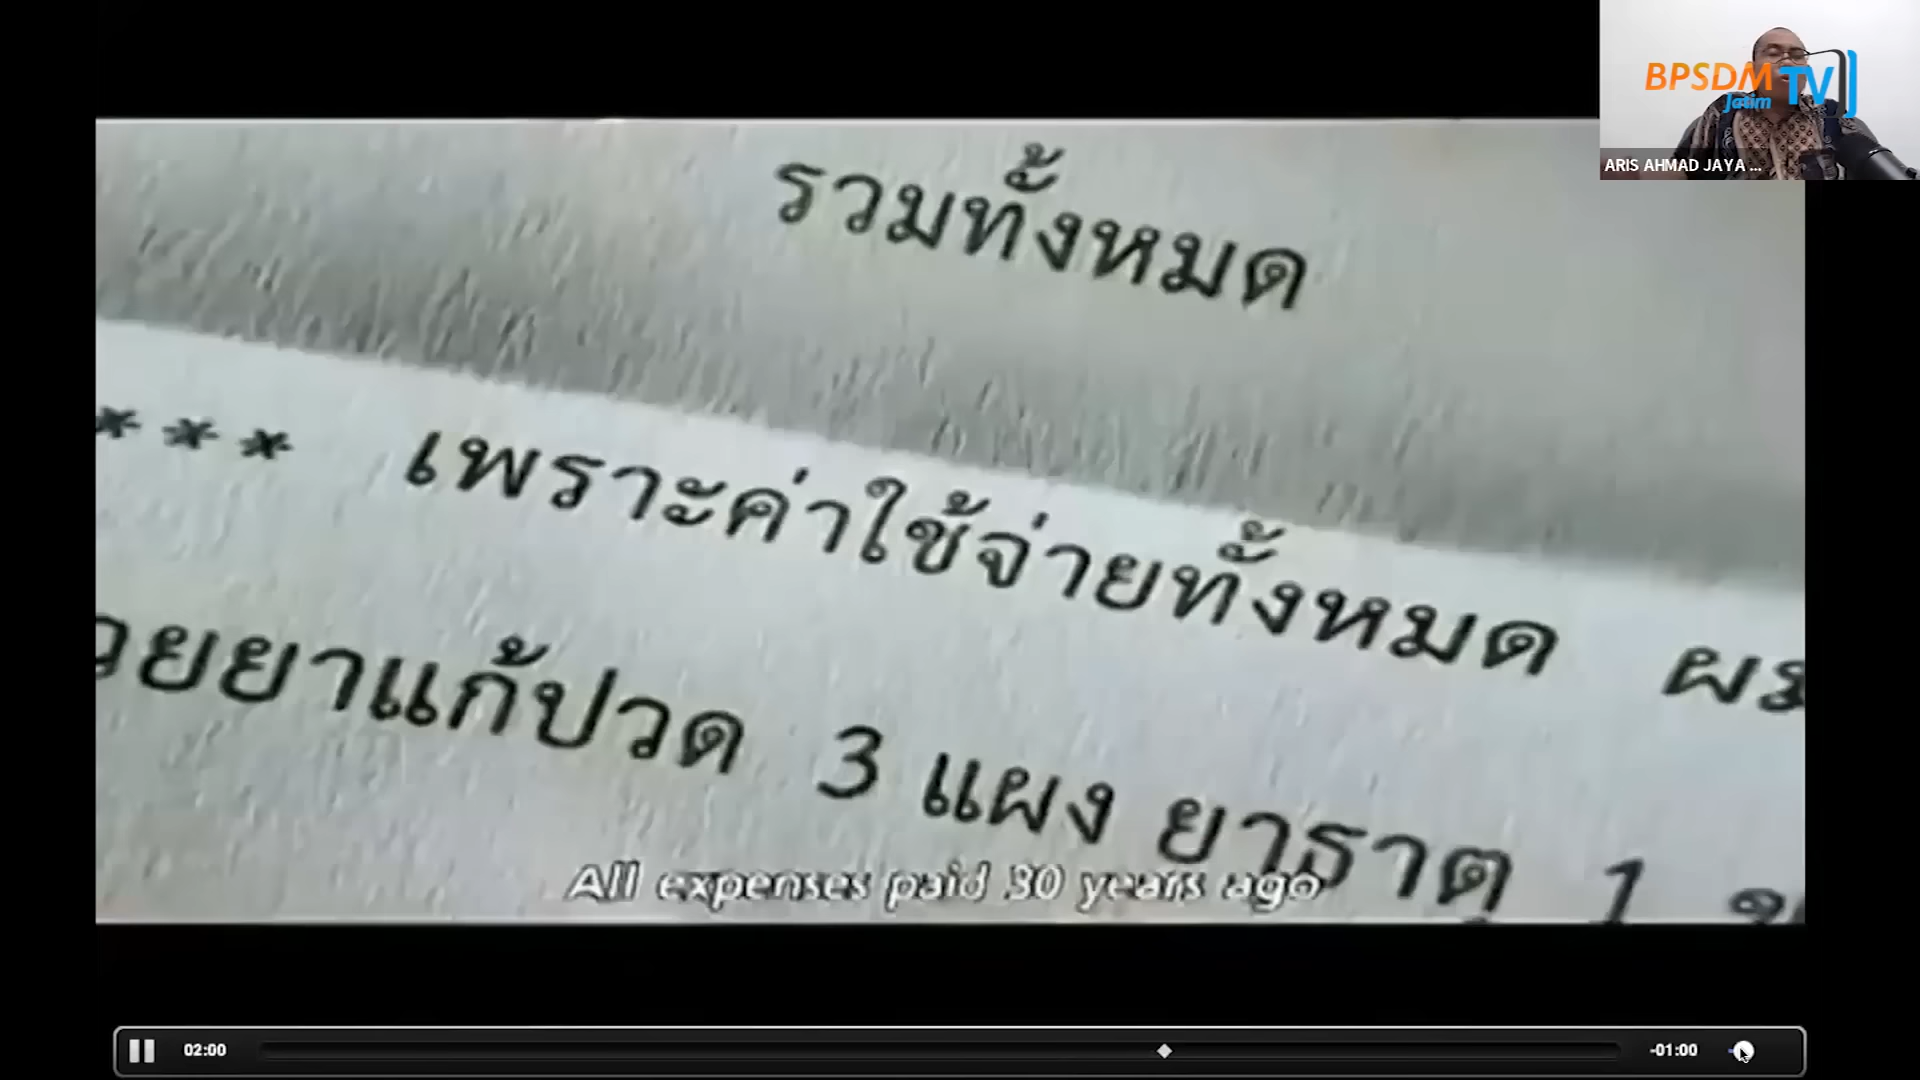 BPSDM TV
Jatim
ARIS AHMAD JAYA ...
รวมทั้งหมด
*** เพราะค่าใช้จ่ายทั้งหมด
ยยาแก้ปวด 3 แผง ยาธาตุ 1
All expenses paid 30 years ago
02:00
-01:00